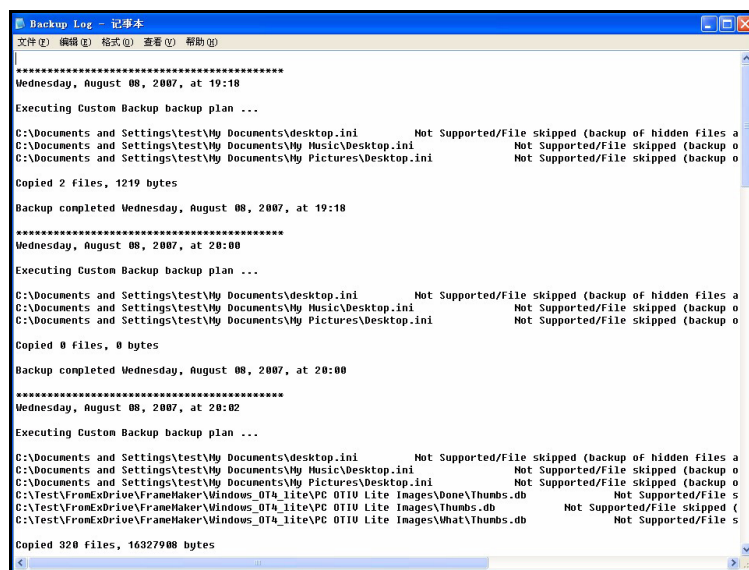 Backup Log - 记事本
文件(F) 编辑(E) 格式(O) 查看(V) 帮助(H)
*******************************************
Wednesday, August 08, 2007, at 19:18
Executing Custom Backup backup plan ...
C:\Documents and Settings\test\My Documents\desktop.ini Not Supported/File skipped (backup of hidden files a
C:\Documents and Settings\test\My Documents\My Music\Desktop.ini Not Supported/File skipped (backup o
C:\Documents and Settings\test\My Documents\My Pictures\Desktop.ini Not Supported/File skipped (backup o
Copied 2 files, 1219 bytes
Backup completed Wednesday, August 08, 2007, at 19:18
*******************************************
Wednesday, August 08, 2007, at 20:00
Executing Custom Backup backup plan ...
C:\Documents and Settings\test\My Documents\desktop.ini Not Supported/File skipped (backup of hidden files a
C:\Documents and Settings\test\My Documents\My Music\Desktop.ini Not Supported/File skipped (backup o
C:\Documents and Settings\test\My Documents\My Pictures\Desktop.ini Not Supported/File skipped (backup o
Copied 0 files, 0 bytes
Backup completed Wednesday, August 08, 2007, at 20:00
*******************************************
Wednesday, August 08, 2007, at 20:02
Executing Custom Backup backup plan ...
C:\Documents and Settings\test\My Documents\desktop.ini Not Supported/File skipped (backup of hidden files a
C:\Documents and Settings\test\My Documents\My Music\Desktop.ini Not Supported/File skipped (backup o
C:\Documents and Settings\test\My Documents\My Pictures\Desktop.ini Not Supported/File skipped (backup o
C:\Test\FromExDrive\FrameMaker\Windows_OT4_lite\PC OTIV Lite Images\Done\Thumbs.db Not Supported/File s
C:\Test\FromExDrive\FrameMaker\Windows_OT4_lite\PC OTIV Lite Images\Thumbs.db Not Supported/File skipped (
C:\Test\FromExDrive\FrameMaker\Windows_OT4_lite\PC OTIV Lite Images\What\Thumbs.db Not Supported/File s
Copied 320 files, 16327908 bytes